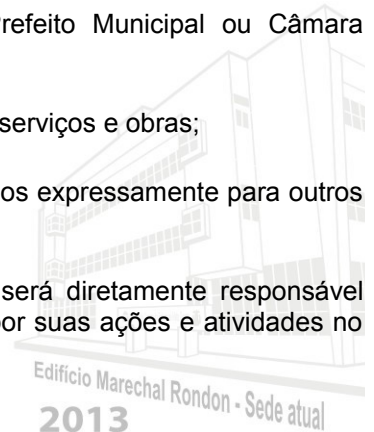 refeito Municipal ou Câmara
serviços e obras;
os expressamente para outros
será diretamente responsável
or suas ações e atividades no
Edifício Marechal Rondon - Sede atual
2013